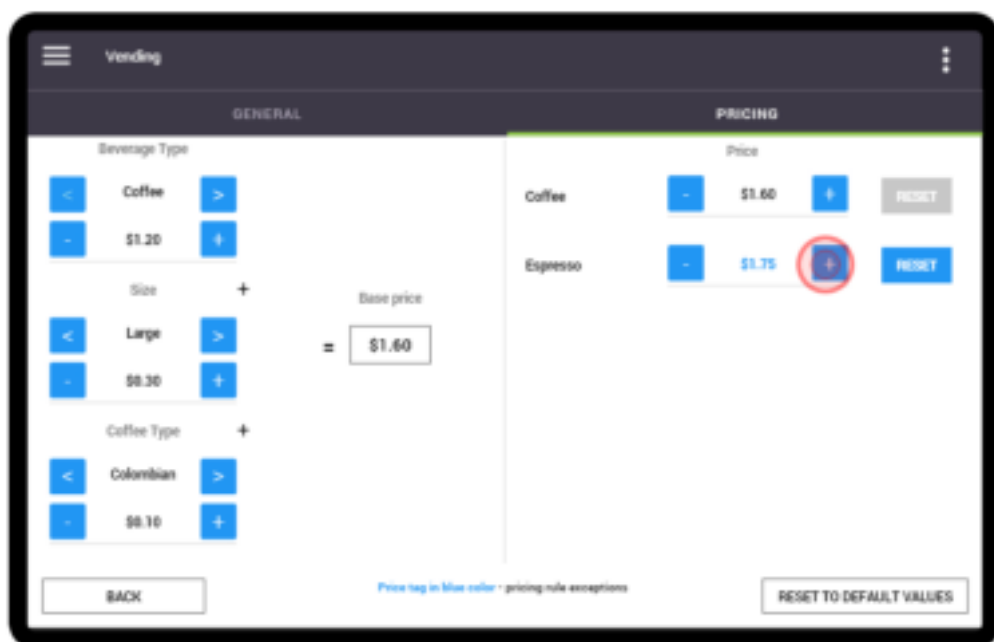 Vending
GENERAL
PRICING
Beverage Type
< Coffee >
- $1.20 +
Size +
< Large >
- $0.30 +
Coffee Type +
< Colombian >
- $0.10 +
Base price
= $1.60
Price
Coffee - $1.60 + RESET
Espresso - $1.75 + RESET
BACK
Price tag in blue color - pricing rule exceptions
RESET TO DEFAULT VALUES